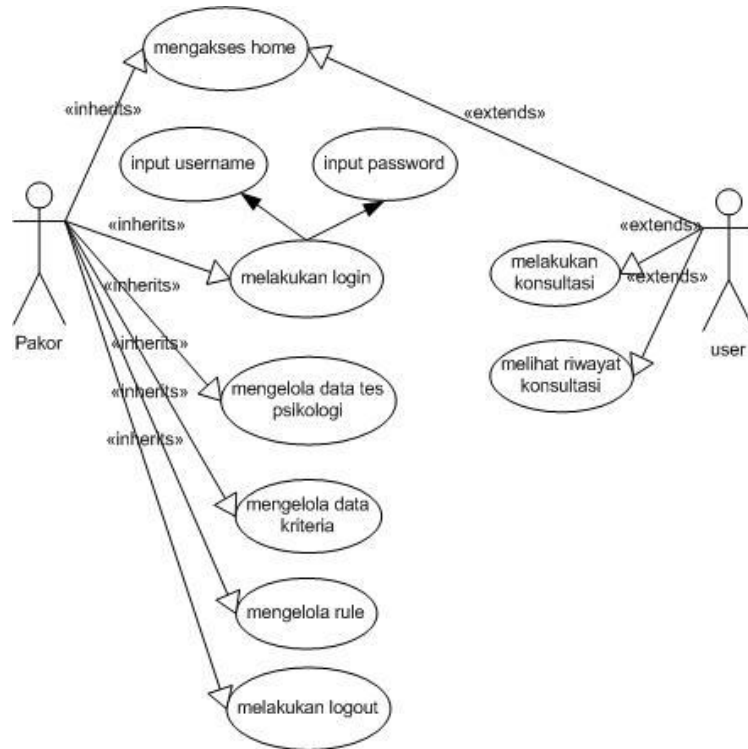 mengakses home
«inherits»
«extends»
input username
input password
«inherits»
«extends»
melakukan login
melakukan
konsultasi
«inherits»
«extends»
Pakor
user
«inherits»
mengelola data tes
psikologi
melihat riwayat
konsultasi
«inherits»
«inherits»
mengelola data
kriteria
mengelola rule
melakukan logout